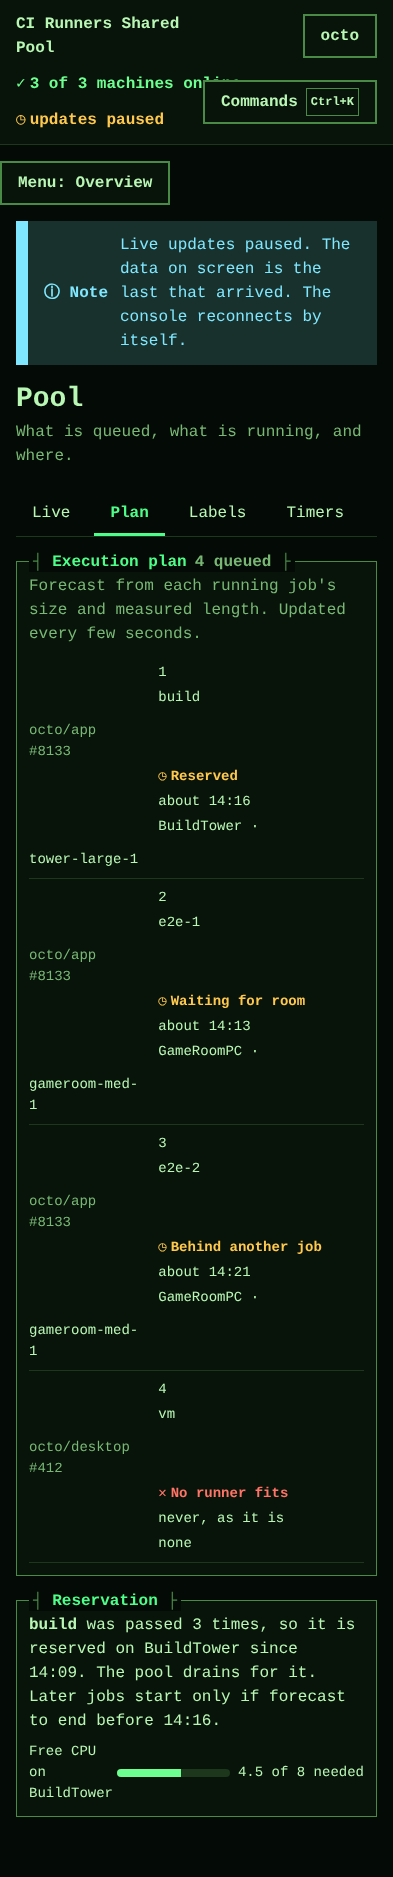 CI Runners Shared
Pool
octo
✓ 3 of 3 machines
◷ updates paused
Commands Ctrl+K
Menu: Overview
ⓘ Note
Live updates paused. The
data on screen is the
last that arrived. The
console reconnects by
itself.
Pool
What is queued, what is running, and
where.
Live Plan Labels Timers
Execution plan 4 queued
Forecast from each running job's
size and measured length. Updated
every few seconds.
1
build
octo/app
#8133
◷ Reserved
about 14:16
BuildTower ·
tower-large-1
2
e2e-1
octo/app
#8133
◷ Waiting for room
about 14:13
GameRoomPC ·
gameroom-med-
1
3
e2e-2
octo/app
#8133
◷ Behind another job
about 14:21
GameRoomPC ·
gameroom-med-
1
4
vm
octo/desktop
#412
✕ No runner fits
never, as it is
none
Reservation
build was passed 3 times, so it is
reserved on BuildTower since
14:09. The pool drains for it.
Later jobs start only if forecast
to end before 14:16.
Free CPU
on
BuildTower
4.5 of 8 needed